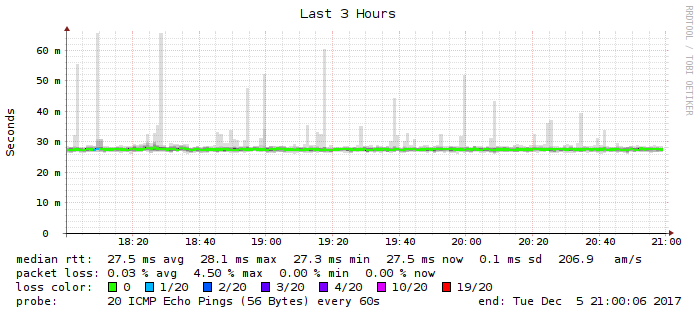 Last 3 Hours
RRDTOOL / TOBI OETIKER
Seconds
60 m
50 m
40 m
30 m
20 m
10 m
0
18:20 18:40 19:00 19:20 19:40 20:00 20:20 20:40 21:00
median rtt: 27.5 ms avg 28.1 ms max 27.3 ms min 27.5 ms now 0.1 ms sd 206.9 am/s
packet loss: 0.03 % avg 4.50 % max 0.00 % min 0.00 % now
loss color: 0 1/20 2/20 3/20 4/20 10/20 19/20
probe: 20 ICMP Echo Pings (56 Bytes) every 60s end: Tue Dec 5 21:00:06 2017